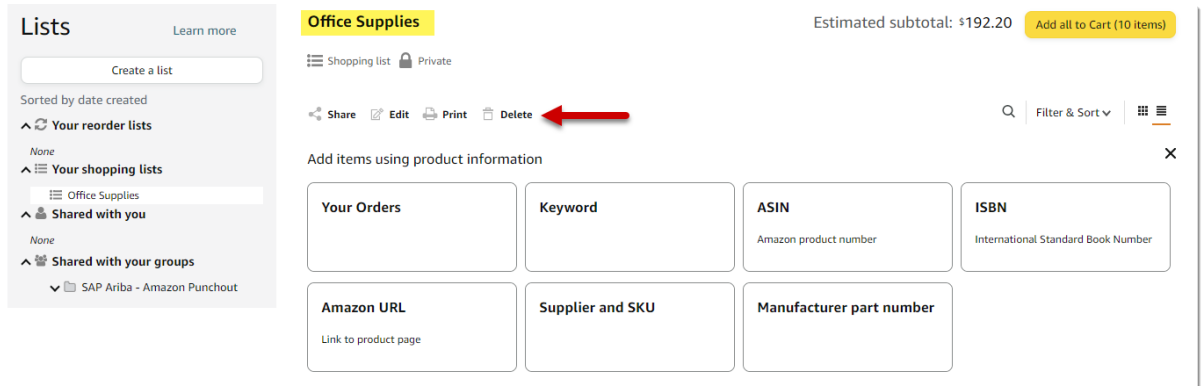 Lists
Learn more
Create a list
Sorted by date created
Your reorder lists
None
Your shopping lists
Office Supplies
Shared with you
None
Shared with your groups
SAP Ariba - Amazon Punchout
Office Supplies
Estimated subtotal: $192.20
Add all to Cart (10 items)
Shopping list Private
Share Edit Print Delete
Filter & Sort
Add items using product information
Your Orders
Keyword
ASIN
Amazon product number
ISBN
International Standard Book Number
Amazon URL
Link to product page
Supplier and SKU
Manufacturer part number